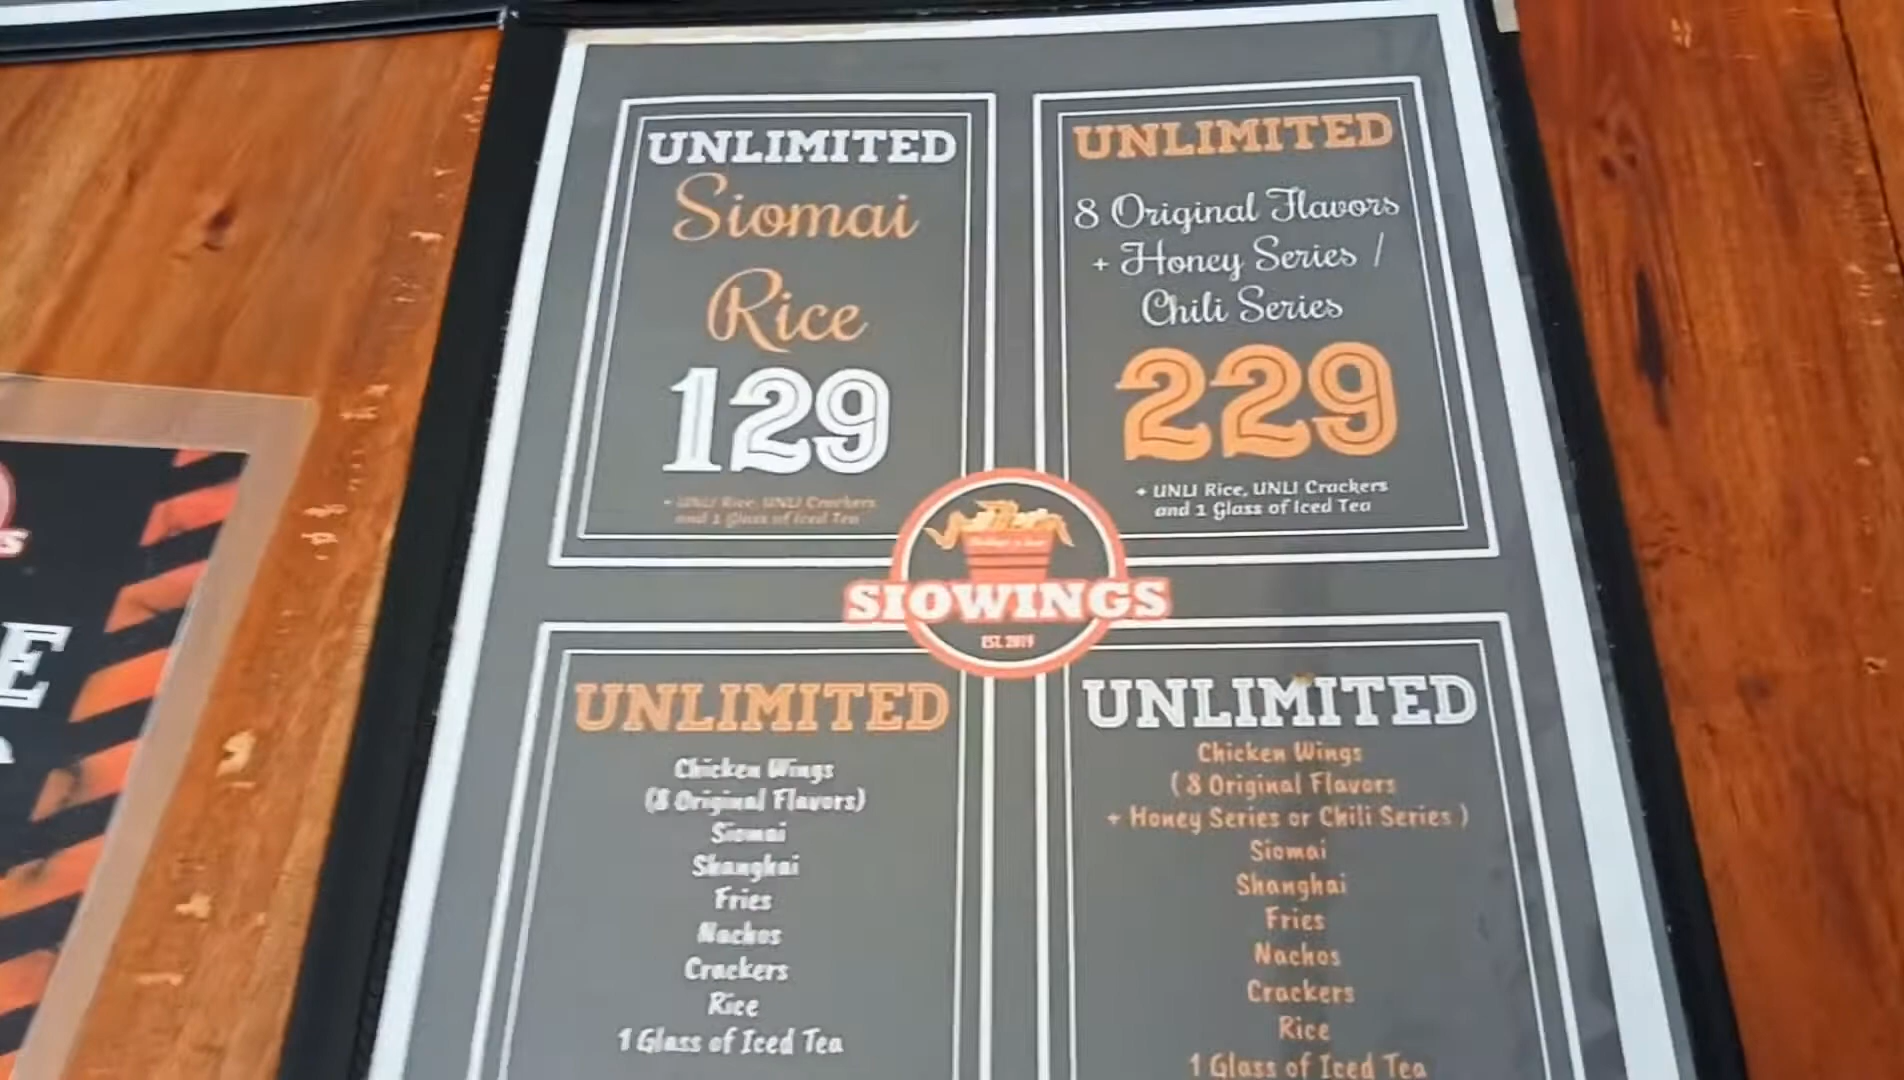 UNLIMITED
Siomai
Rice
129
+ UNLI Rice, UNLI Crackers
and 1 Glass of Iced Tea
UNLIMITED
8 Original Flavors
+ Honey Series /
Chili Series
229
+ UNLI Rice, UNLI Crackers
and 1 Glass of Iced Tea
SIOWINGS
EST. 2019
UNLIMITED
Chicken Wings
(8 Original Flavors)
Siomai
Shanghai
Fries
Nachos
Crackers
Rice
1 Glass of Iced Tea
UNLIMITED
Chicken Wings
( 8 Original Flavors
+ Honey Series or Chili Series )
Siomai
Shanghai
Fries
Nachos
Crackers
Rice
1 Glass of Iced Tea